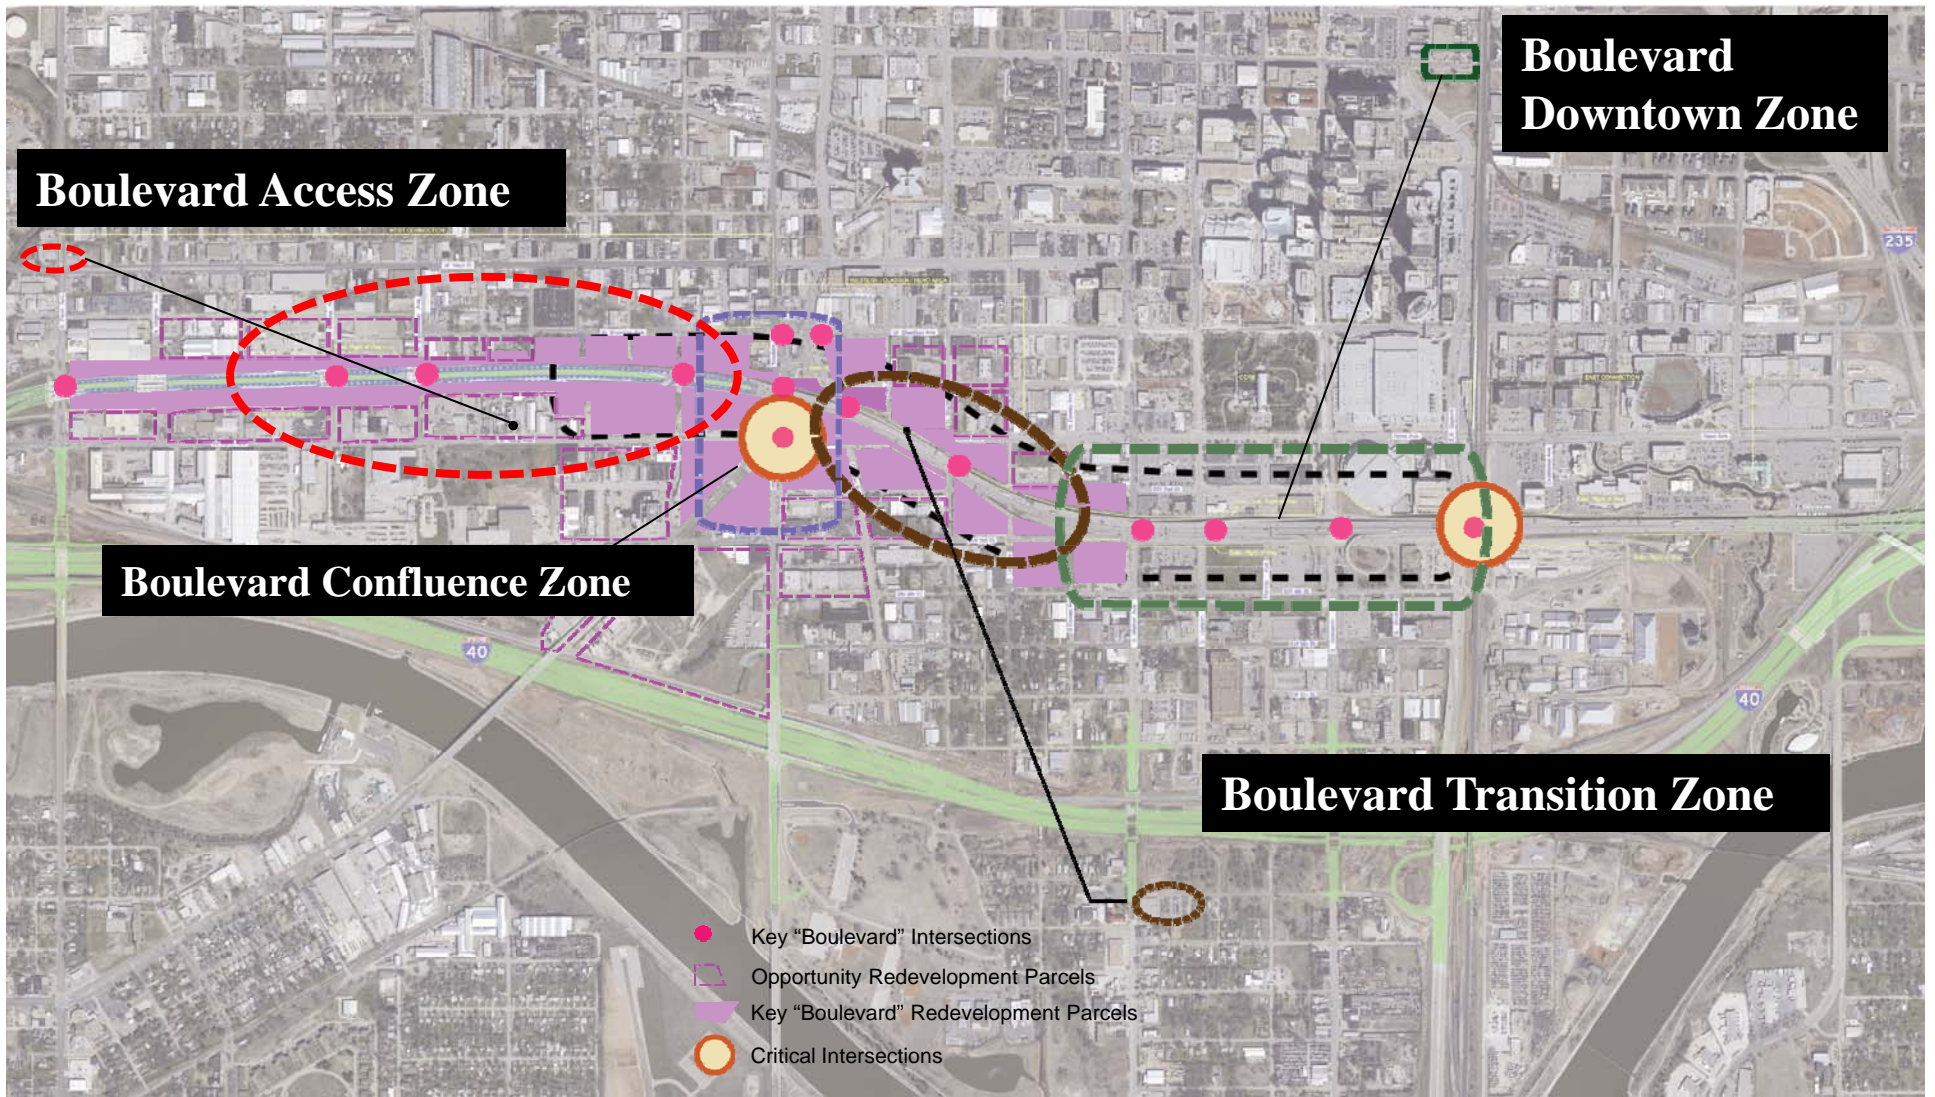 Boulevard
Downtown Zone
Boulevard Access Zone
235
Boulevard Confluence Zone
40
40
Boulevard Transition Zone
Key “Boulevard” Intersections
Opportunity Redevelopment Parcels
Key “Boulevard” Redevelopment Parcels
Critical Intersections